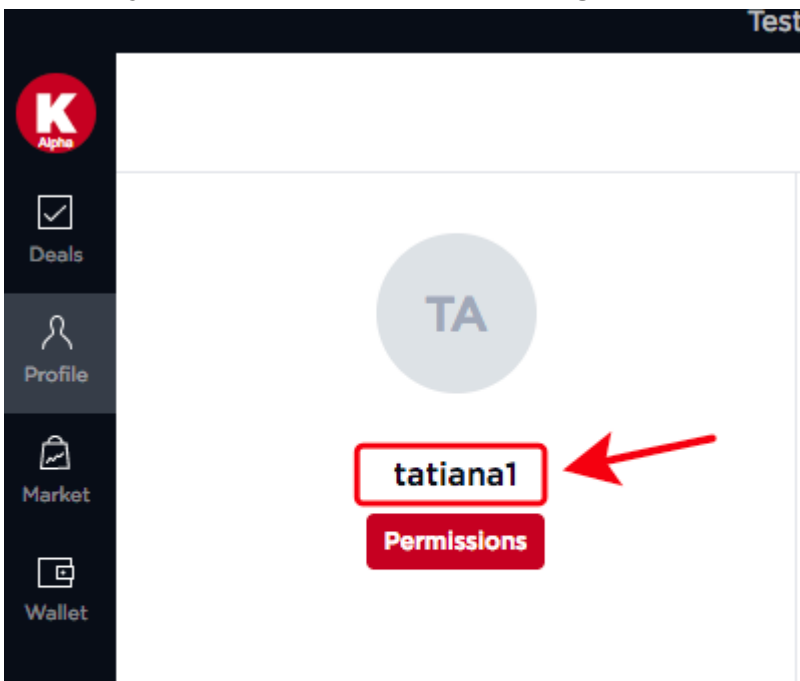 Test
K
Alpha
Deals
TA
Profile
tatiana1
Market
Permissions
Wallet